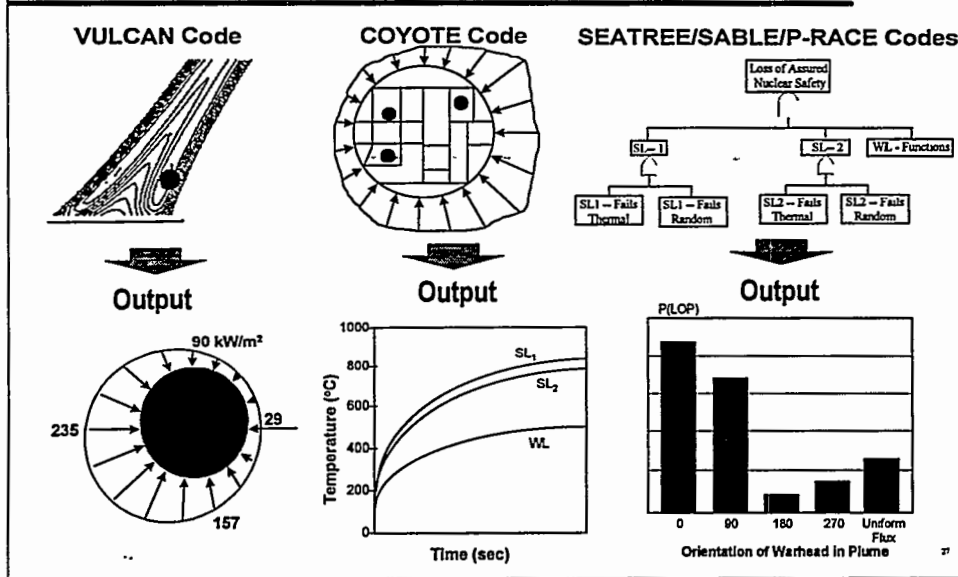 VULCAN Code
COYOTE Code
SEATREE/SABLE/P-RACE Codes
Loss of Assured
Nuclear Safety
SL – 1
SL – 2
WL - Functions
SL1 – Fails
Thermal
SL1 – Fails
Random
SL2 – Fails
Thermal
SL2 – Fails
Random
Output
Output
Output
90 kW/m²
235
29
157
1000
800
600
400
200
0
Temperature (°C)
SL₁
SL₂
WL
Time (sec)
P(LOP)
0
90
180
270
Uniform
Flux
Orientation of Warhead in Plume
27